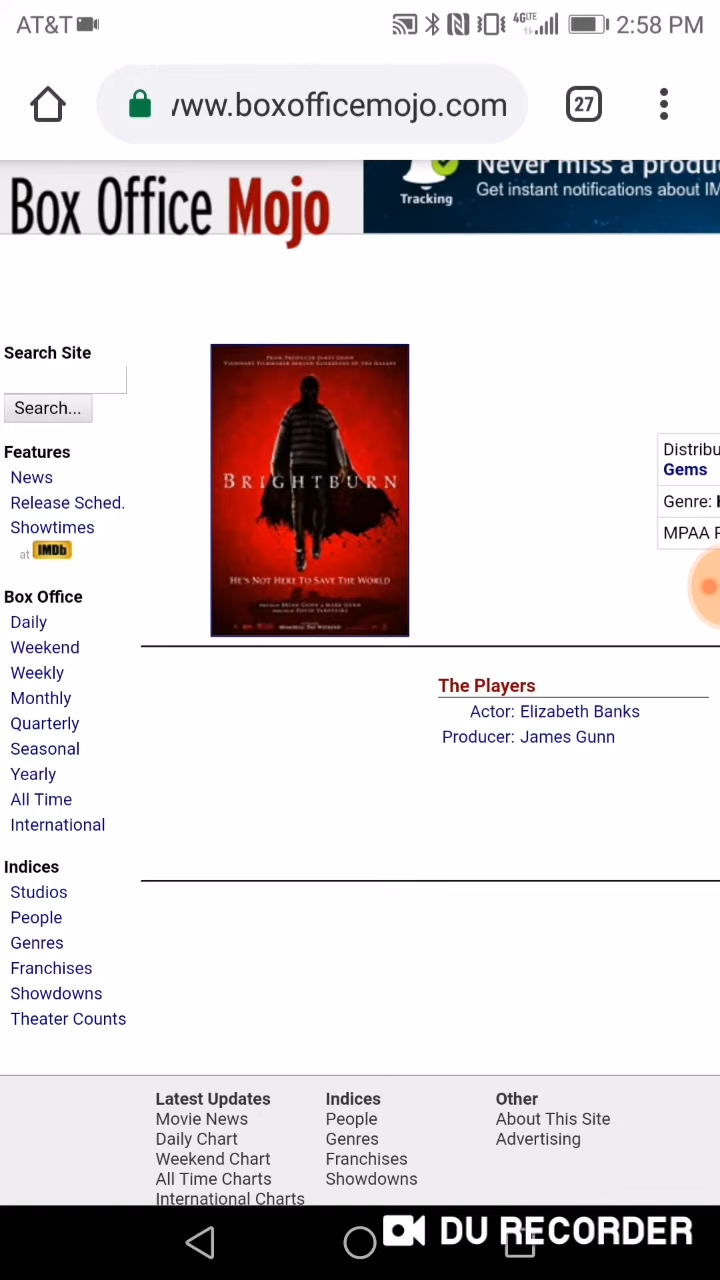 AT&T
4GLTE
2:58 PM
www.boxofficemojo.com
27
Box Office Mojo
Tracking
Never miss a produ
Get instant notifications about IM
Search Site
Search...
Features
News
Release Sched.
Showtimes
at IMDb
Box Office
Daily
Weekend
Weekly
Monthly
Quarterly
Seasonal
Yearly
All Time
International
Indices
Studios
People
Genres
Franchises
Showdowns
Theater Counts
BRIGHTBURN
HE'S NOT HERE TO SAVE THE WORLD
Distribu
Gems
Genre:
MPAA
The Players
Actor: Elizabeth Banks
Producer: James Gunn
Latest Updates
Movie News
Daily Chart
Weekend Chart
All Time Charts
International Charts
Indices
People
Genres
Franchises
Showdowns
Other
About This Site
Advertising
DU RECORDER